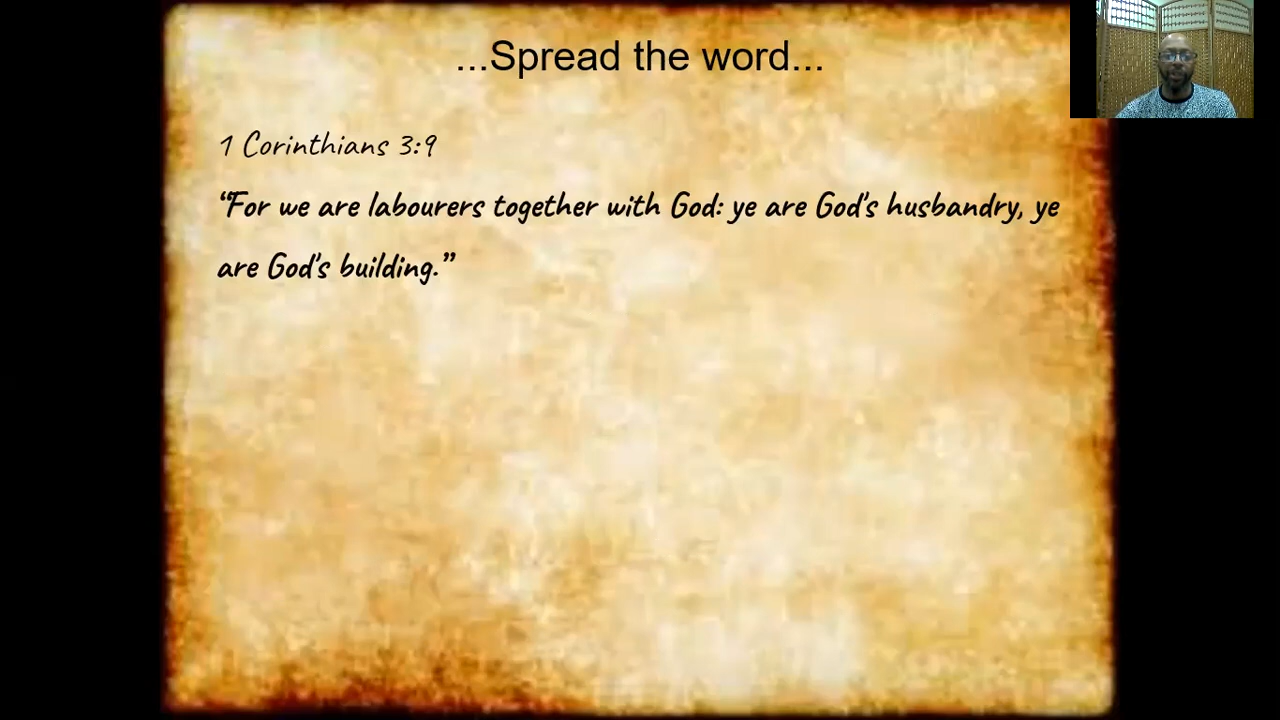 ...Spread the word...
1 Corinthians 3:9
“For we are labourers together with God: ye are God's husbandry, ye
are God's building.”